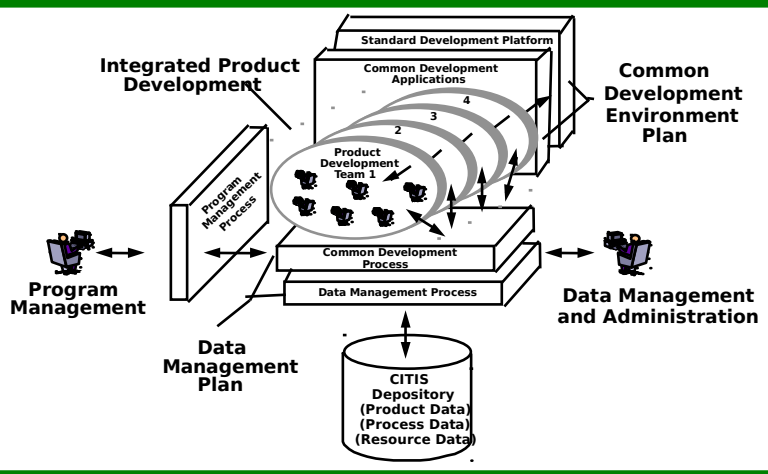 Standard Development Platform
Integrated Product
Development
Common Development
Applications
Common
Development
Environment
Plan
4
3
2
Product
Development
Team 1
Program
Management
Process
Common Development
Process
Data Management Process
Program
Management
Data Management
and Administration
Data
Management
Plan
CITIS
Depository
(Product Data)
(Process Data)
(Resource Data)